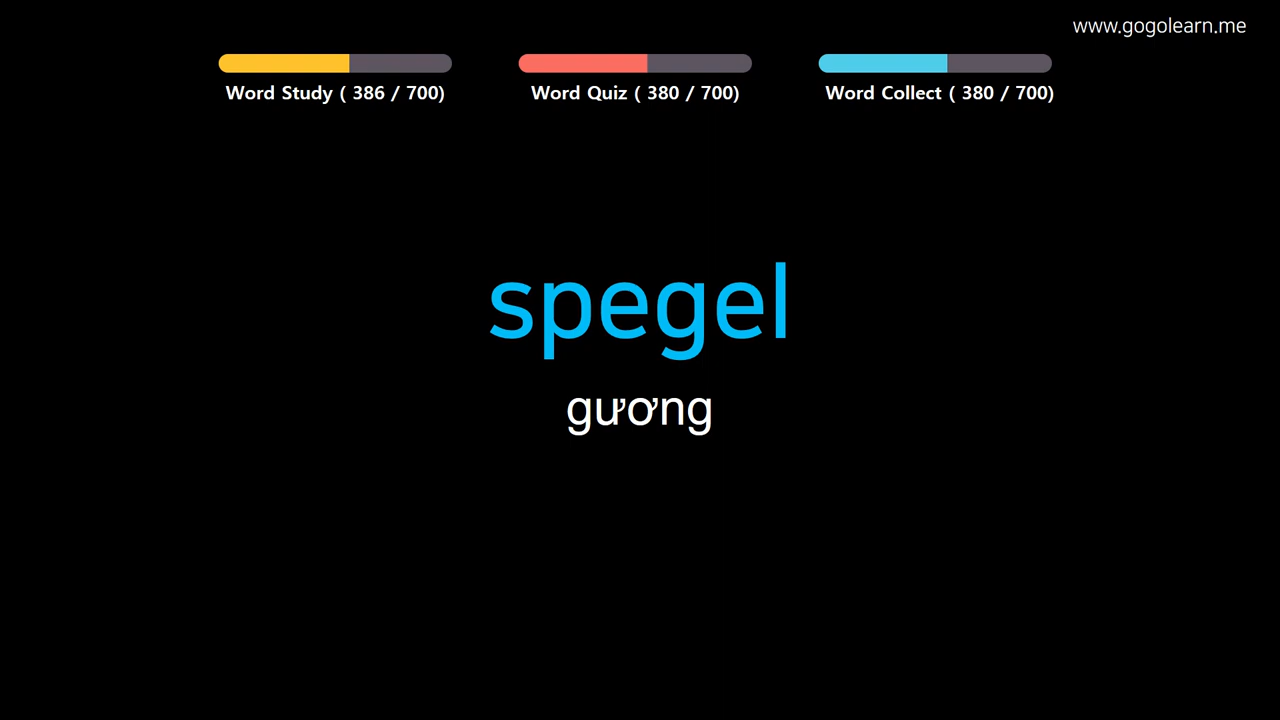 www.gogolearn.me
Word Study ( 386 / 700)
Word Quiz ( 380 / 700)
Word Collect ( 380 / 700)
spegel
gương